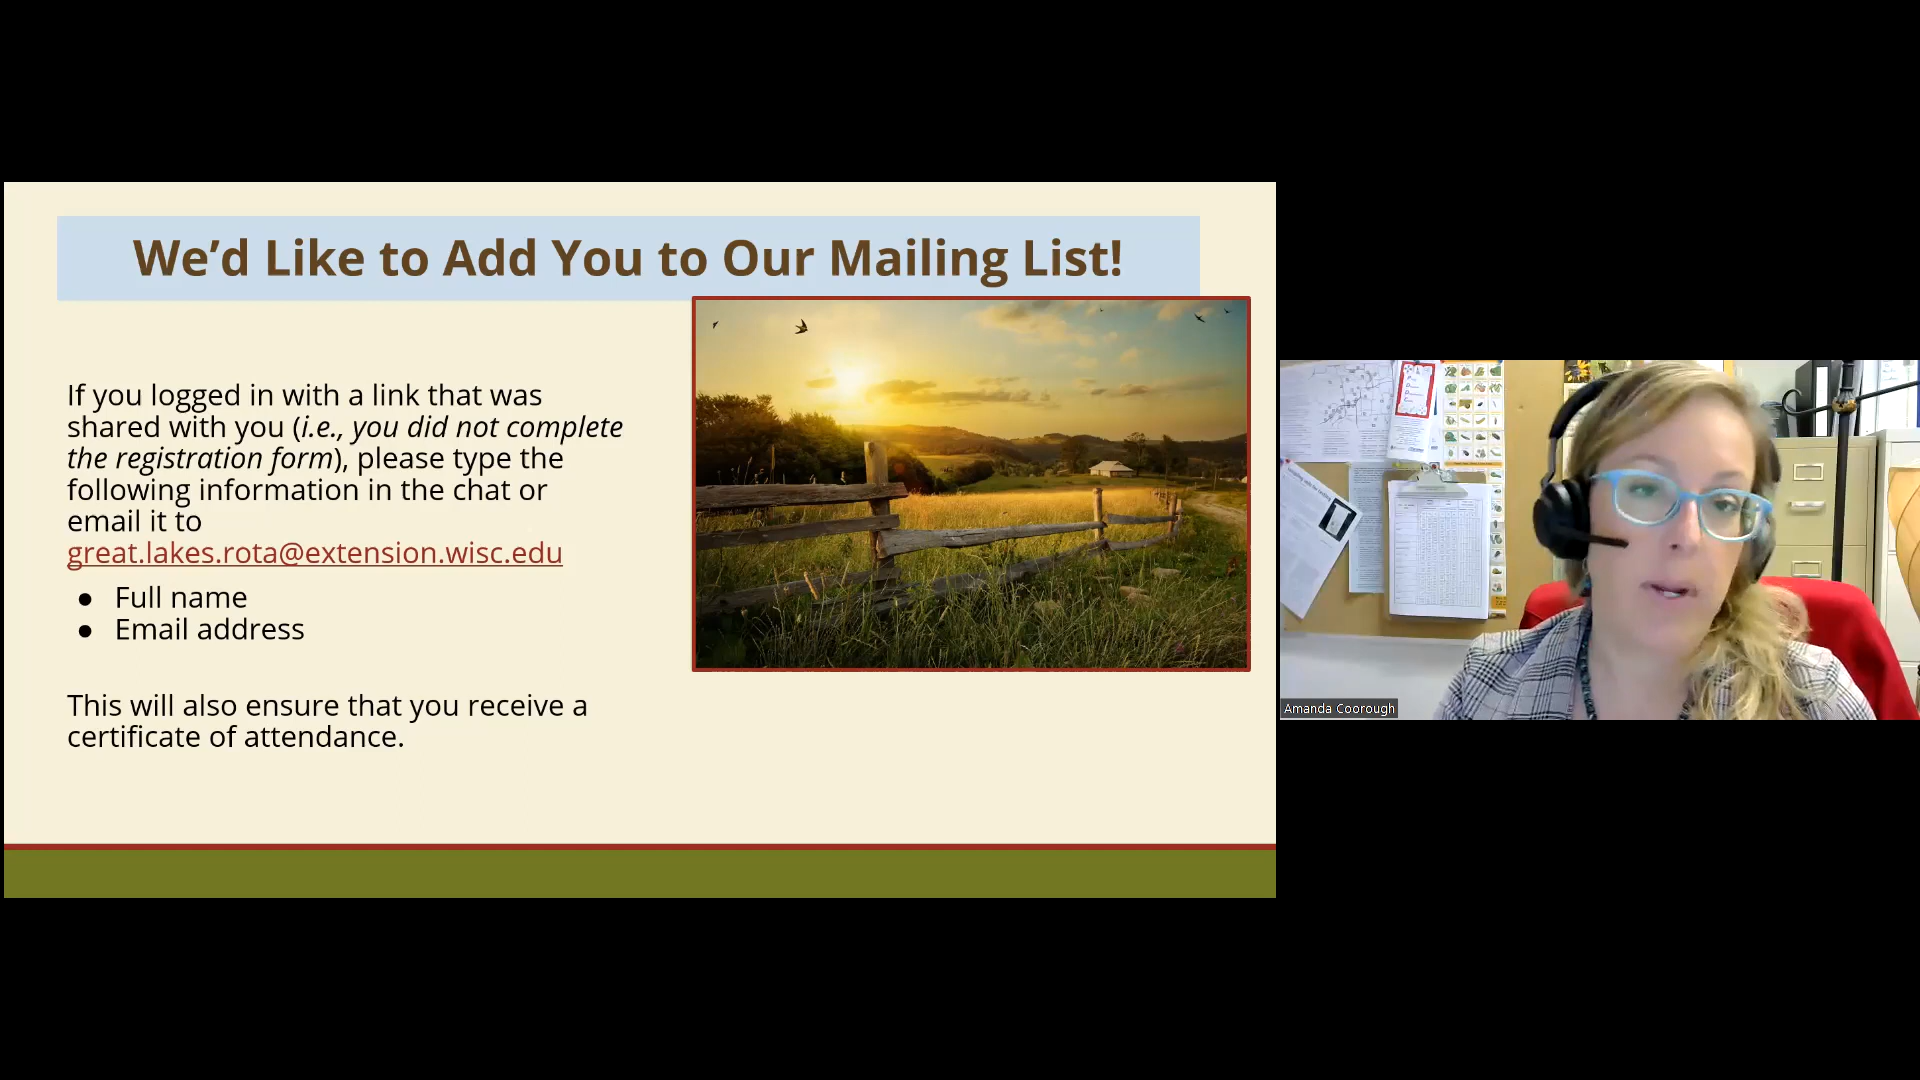 We’d Like to Add You to Our Mailing List!
If you logged in with a link that was
shared with you (i.e., you did not complete
the registration form), please type the
following information in the chat or
email it to
great.lakes.rota@extension.wisc.edu
● Full name
● Email address
This will also ensure that you receive a
certificate of attendance.
Amanda Coorough